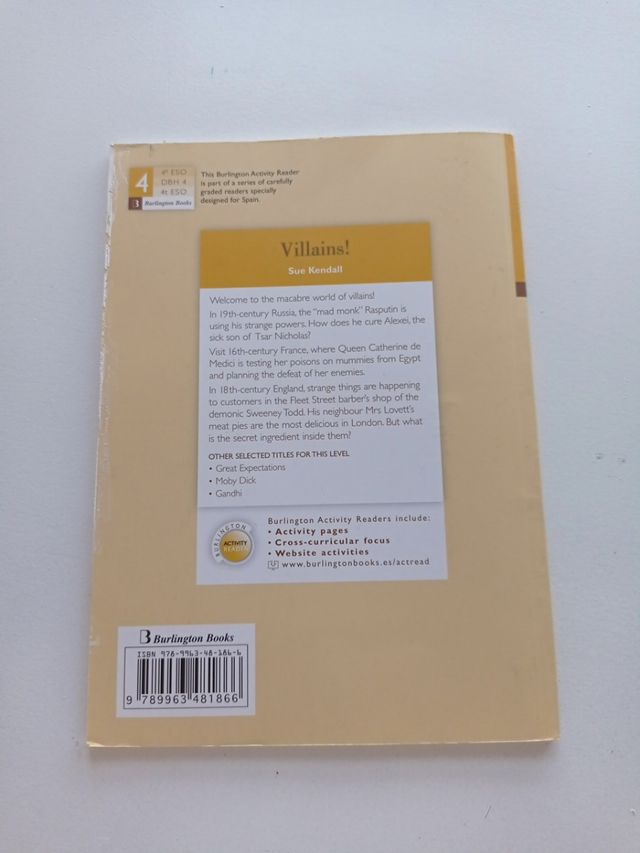 4
4º ESO
DBH 4
4t ESO
B Burlington Books
This Burlington Activity Reader
is part of a series of carefully
graded readers specially
designed for Spain.
Villains!
Sue Kendall
Welcome to the macabre world of villains!
In 19th-century Russia, the "mad monk" Rasputin is
using his strange powers. How does he cure Alexei, the
sick son of Tsar Nicholas?
Visit 16th-century France, where Queen Catherine de
Medici is testing her poisons on mummies from Egypt
and planning the defeat of her enemies.
In 18th-century England, strange things are happening
to customers in the Fleet Street barber's shop of the
demonic Sweeney Todd. His neighbour Mrs Lovett's
meat pies are the most delicious in London. But what
is the secret ingredient inside them?
OTHER SELECTED TITLES FOR THIS LEVEL
• Great Expectations
• Moby Dick
• Gandhi
BURLINGTON
ACTIVITY
READER
Burlington Activity Readers include:
• Activity pages
• Cross-curricular focus
• Website activities
www.burlingtonbooks.es/actread
B Burlington Books
ISBN 978-9963-48-186-6
9 789963 481866